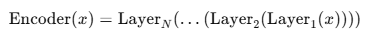 Encoder(x) = Layer_N(… (Layer_2(Layer_1(x))))